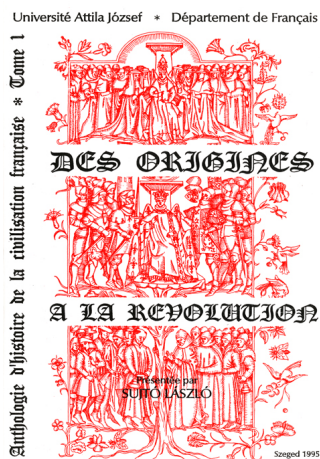 Université Attila József * Département de Français
Anthologie d'histoire de la civilisation française * Tome 1
DES ORIGINES
A LA REVOLUTION
Présentée par
SUJTÓ LÁSZLÓ
Szeged 1995